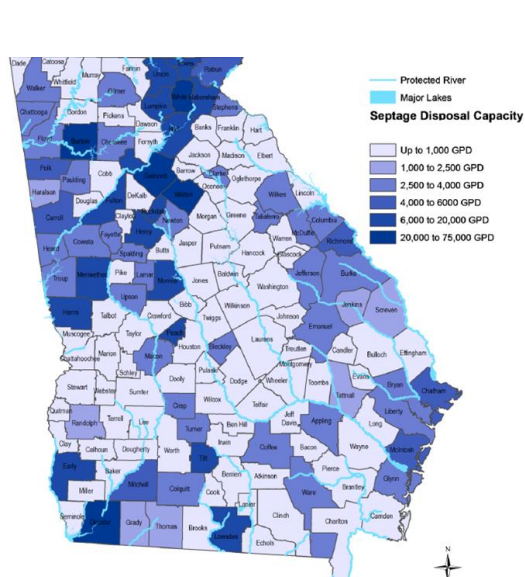 Protected River
Major Lakes
Septage Disposal Capacity
Up to 1,000 GPD
1,000 to 2,500 GPD
2,500 to 4,000 GPD
4,000 to 6000 GPD
6,000 to 20,000 GPD
20,000 to 75,000 GPD
Dade
Catoosa
Whitfield
Murray
Walker
Gilmer
Union
Rabun
Chattooga
Gordon
Pickens
Lumpkin
White
Habersham
Stephens
Dawson
Banks
Franklin
Hart
Cherokee
Forsyth
Jackson
Madison
Elbert
Polk
Paulding
Cobb
Barrow
Clarke
Oglethorpe
Oconee
Haralson
Douglas
DeKalb
Walton
Wilkes
Lincoln
Carroll
Fulton
Clayton
Newton
Morgan
Greene
Taliaferro
Columbia
McDuffie
Henry
Fayette
Coweta
Heard
Spalding
Butts
Jasper
Putnam
Hancock
Warren
Glascock
Richmond
Troup
Meriwether
Pike
Lamar
Monroe
Jones
Baldwin
Washington
Jefferson
Burke
Upson
Harris
Talbot
Crawford
Bibb
Twiggs
Wilkinson
Johnson
Jenkins
Screven
Emanuel
Muscogee
Taylor
Peach
Houston
Bleckley
Laurens
Treutlen
Candler
Bulloch
Effingham
Chattahoochee
Marion
Macon
Schley
Dooly
Pulaski
Dodge
Wheeler
Montgomery
Toombs
Evans
Tattnall
Bryan
Chatham
Stewart
Webster
Sumter
Wilcox
Telfair
Quitman
Randolph
Terrell
Lee
Crisp
Turner
Ben Hill
Jeff
Davis
Appling
Long
Liberty
Clay
Calhoun
Dougherty
Worth
Tift
Irwin
Coffee
Bacon
Wayne
McIntosh
Early
Baker
Mitchell
Colquitt
Cook
Berrien
Atkinson
Pierce
Ware
Brantley
Glynn
Miller
Seminole
Decatur
Grady
Thomas
Brooks
Lowndes
Lanier
Clinch
Echols
Charlton
Camden
N